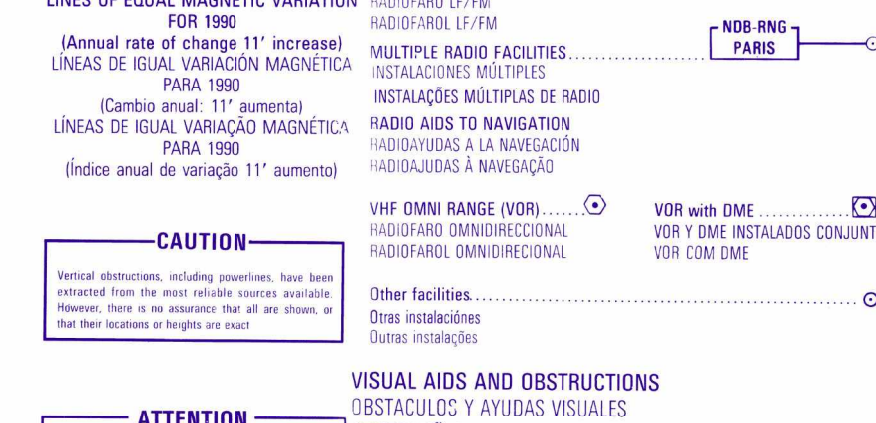 LINES OF EQUAL MAGNETIC VARIATION
FOR 1990
(Annual rate of change 11' increase)
LÍNEAS DE IGUAL VARIACIÓN MAGNÉTICA
PARA 1990
(Cambio anual: 11' aumenta)
LÍNEAS DE IGUAL VARIAÇÃO MAGNÉTICA
PARA 1990
(Índice anual de variação 11' aumento)
CAUTION
Vertical obstructions, including powerlines, have been
extracted from the most reliable sources available.
However, there is no assurance that all are shown, or
that their locations or heights are exact
ATTENTION
RADIOFARO LF/FM
RADIOFAROL LF/FM
MULTIPLE RADIO FACILITIES
INSTALACIONES MÚLTIPLES
INSTALAÇÕES MÚLTIPLAS DE RADIO
NDB-RNG
PARIS
RADIO AIDS TO NAVIGATION
RADIOAYUDAS A LA NAVEGACIÓN
RADIOAJUDAS À NAVEGAÇÃO
VHF OMNI RANGE (VOR)
RADIOFARO OMNIDIRECCIONAL
RADIOFAROL OMNIDIRECIONAL
VOR with DME
VOR Y DME INSTALADOS CONJUNT
VOR COM DME
Other facilities
Otras instalaciónes
Outras instalações
VISUAL AIDS AND OBSTRUCTIONS
OBSTACULOS Y AYUDAS VISUALES